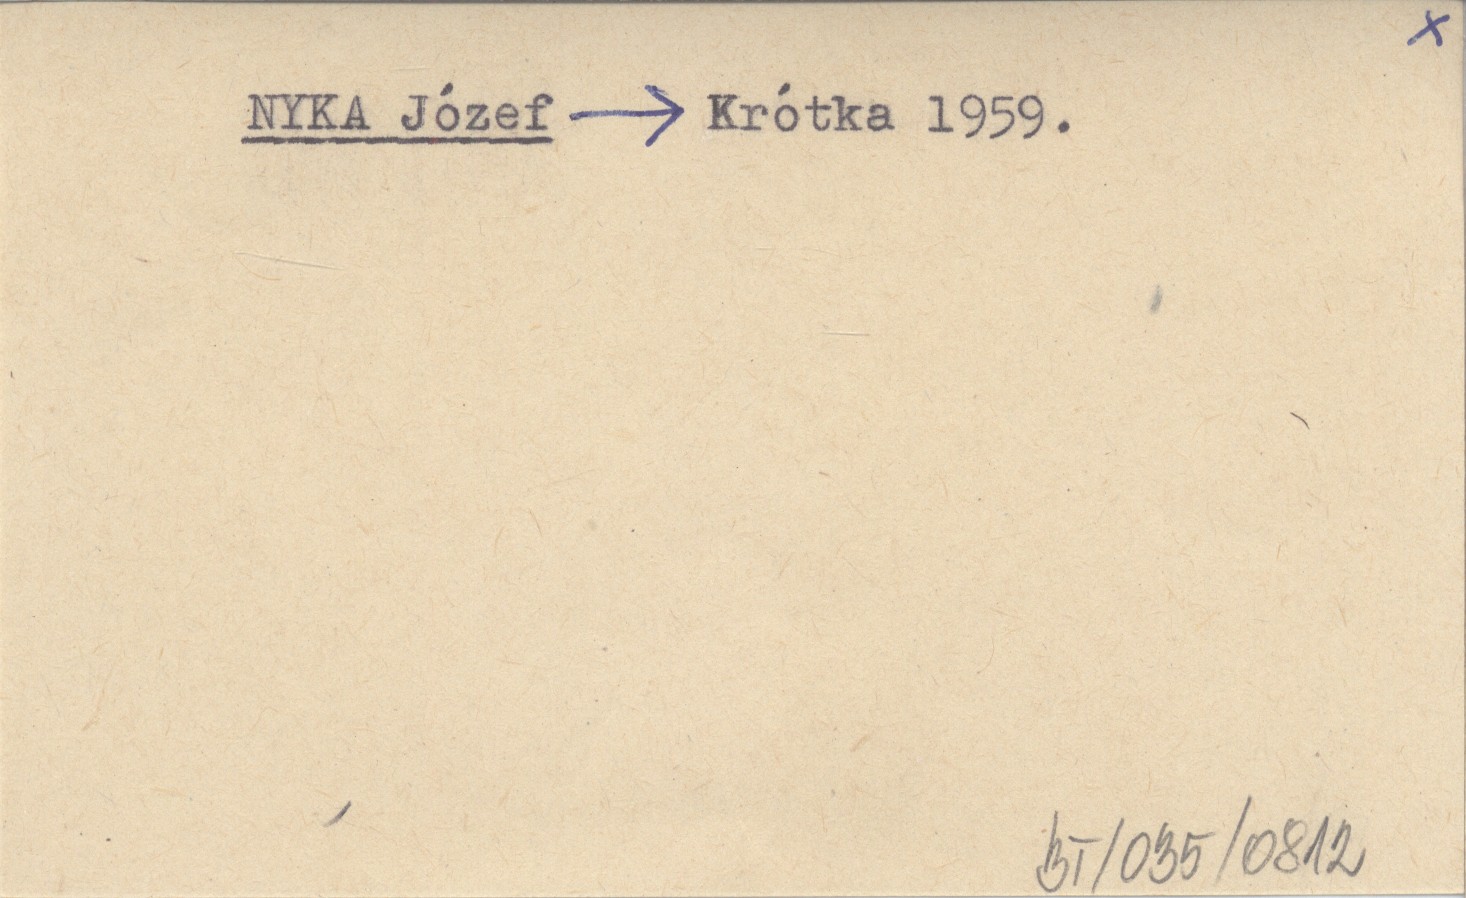 x
NYKA Józef → Krótka 1959.
BT/035/0812